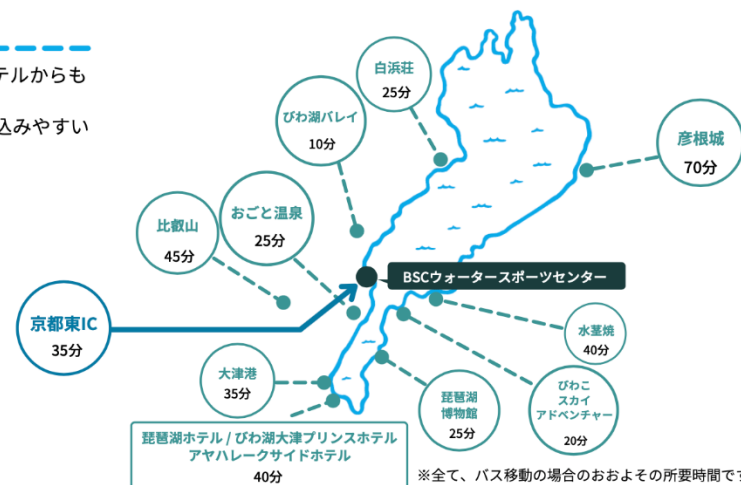 テルからも
込みやすい
白浜荘
25分
びわ湖バレイ
10分
彦根城
70分
おごと温泉
25分
比叡山
45分
BSCウォータースポーツセンター
京都東IC
35分
水茎焼
40分
大津港
35分
琵琶湖
博物館
25分
びわこ
スカイ
アドベンチャー
20分
琵琶湖ホテル / びわ湖大津プリンスホテル
アヤハレークサイドホテル
40分
※全て、バス移動の場合のおおよその所要時間です